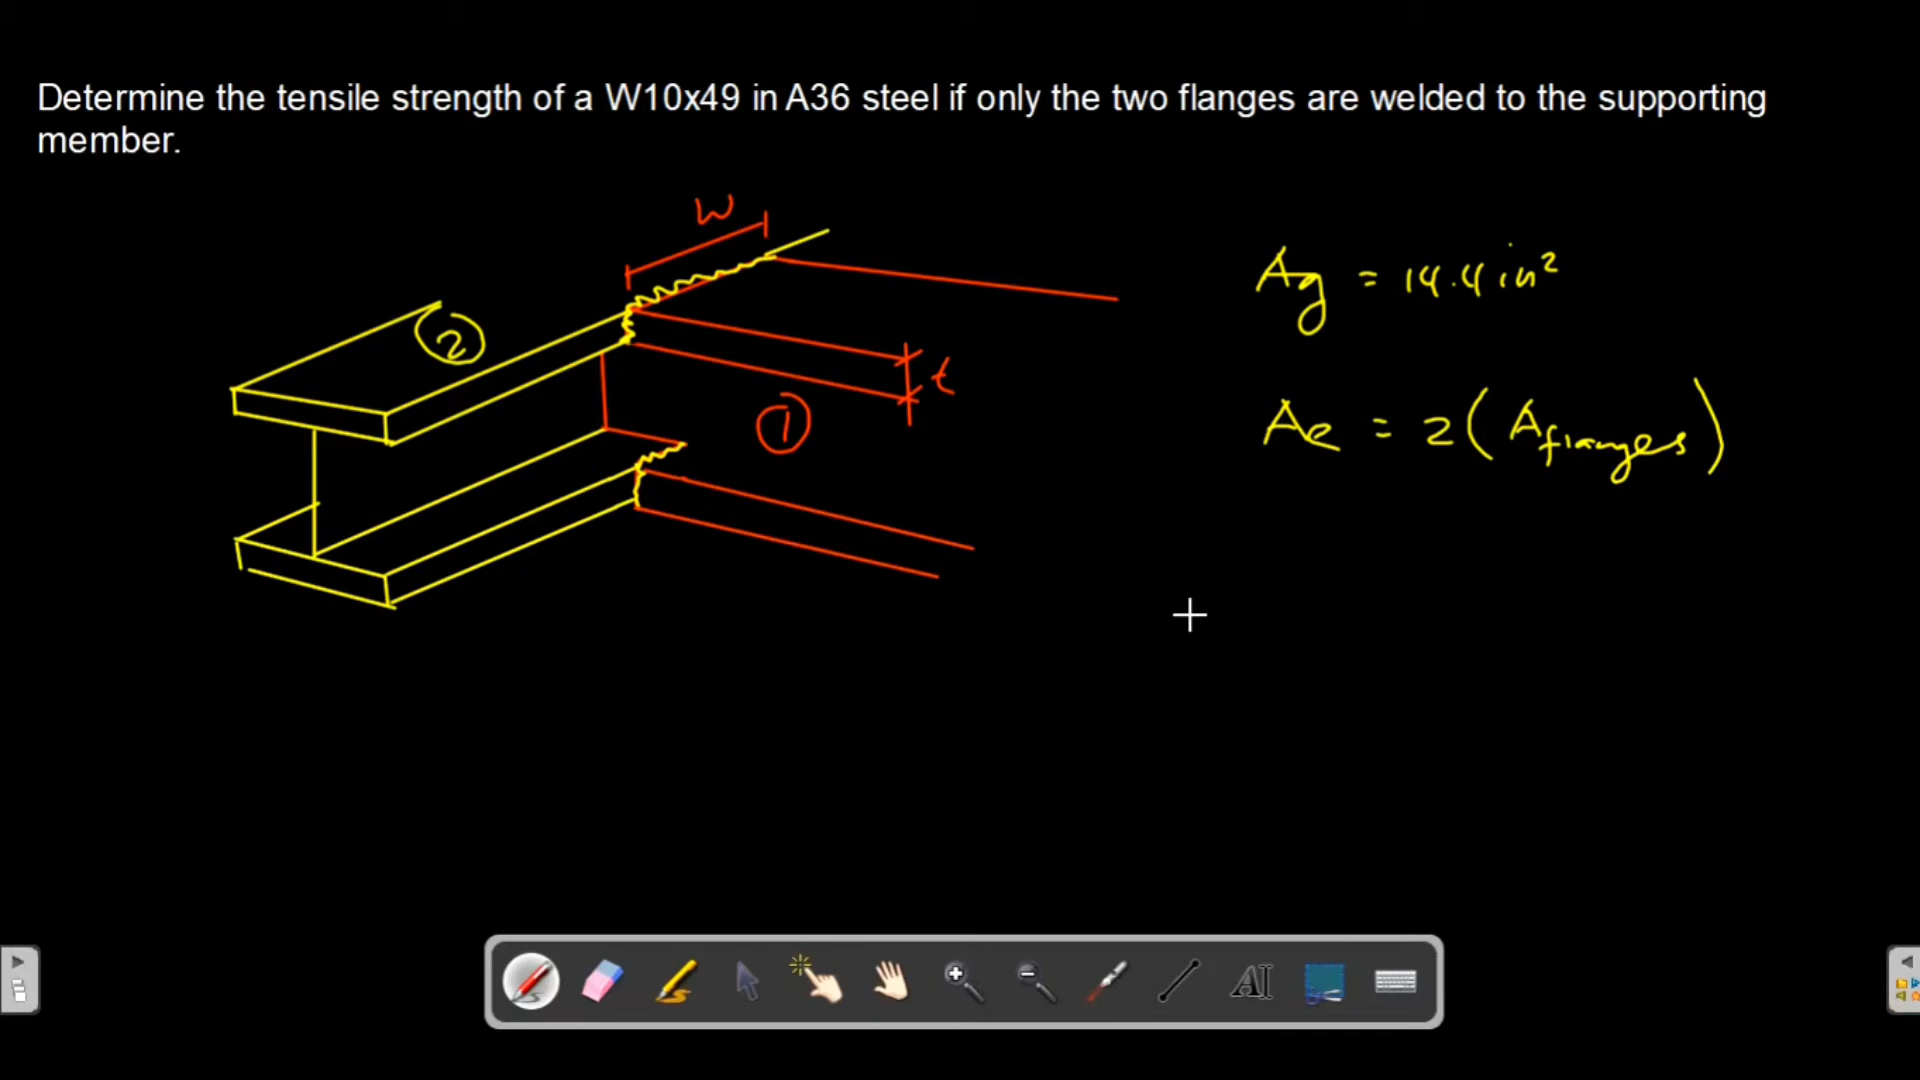 Determine the tensile strength of a W10x49 in A36 steel if only the two flanges are welded to the supporting
member.
w
Ag = 14.4 in²
2
t
1
Ae = 2 (Aflanges)
AI